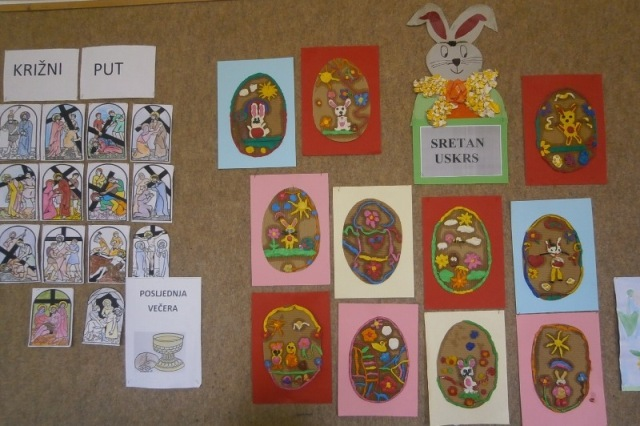 KRIŽNI PUT
SRETAN
USKRS
POSLJEDNJA
VEČERA